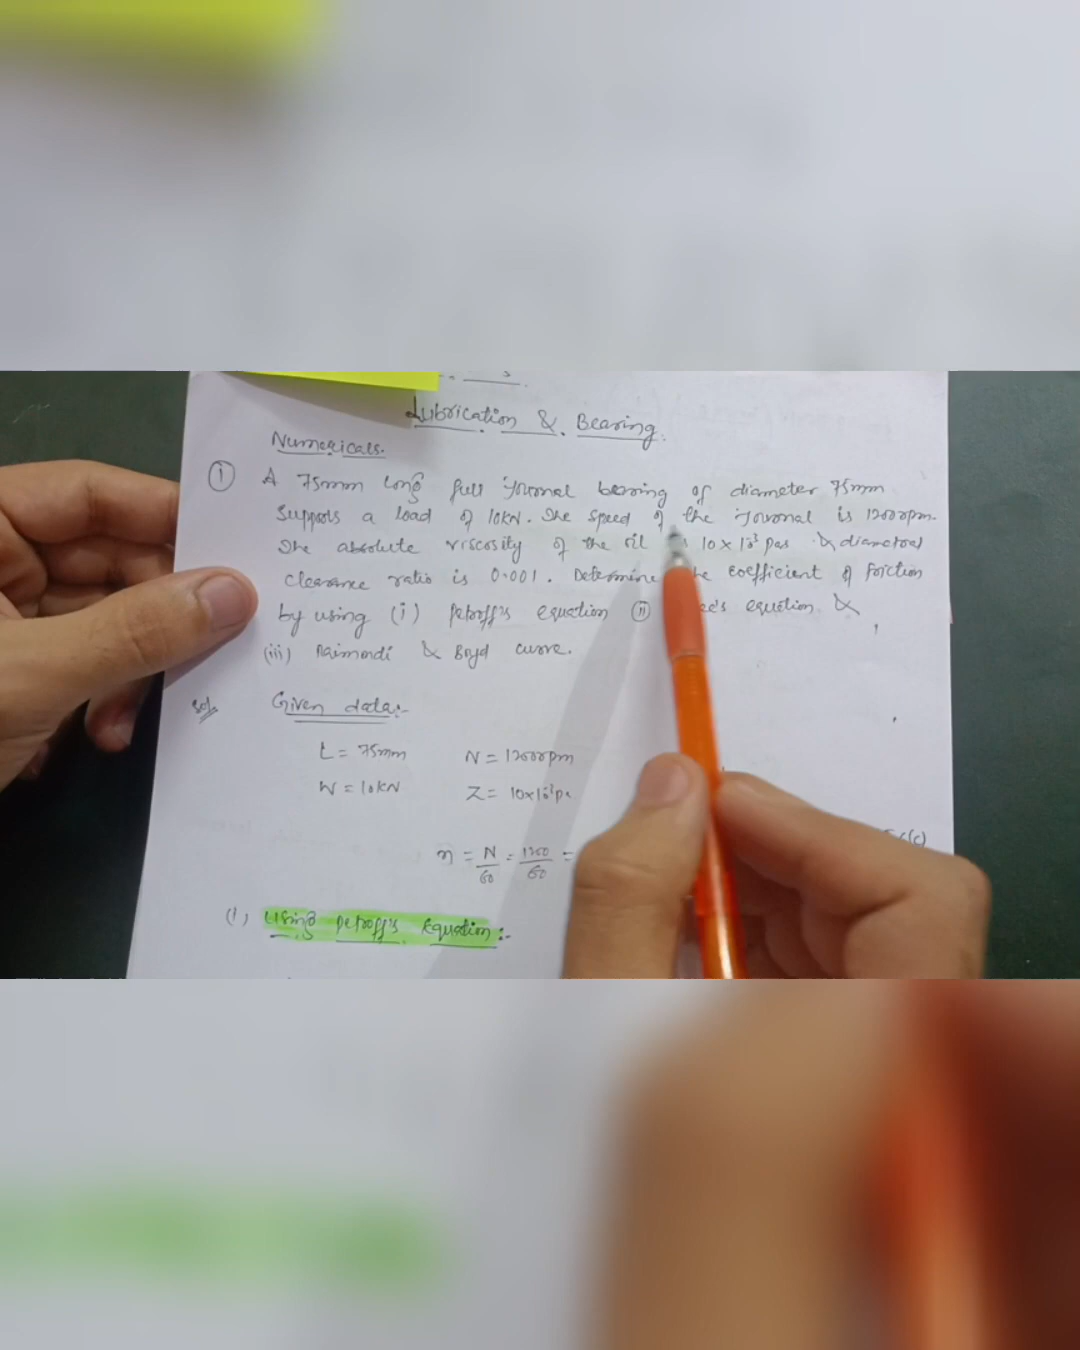 Lubrication & Bearing.
Numericals.
① A 75mm long full journal bearing of diameter 75mm
supports a load of 10KN. The speed of the journal is 1200rpm.
The absolute viscosity of the oil 10 × 10⁻³ pas & diametral
clearance ratio is 0.001. Determine coefficient of friction
by using (i) petroff's equation (ii) equation &
(iii) Raimondi & Boyd curve.
Sol. Given data:-
L = 75mm N = 1200rpm
W = 10KN Z = 10×10⁻³pa
n = N/60 = 1200/60 =
(1) Using petroff's Equation:-